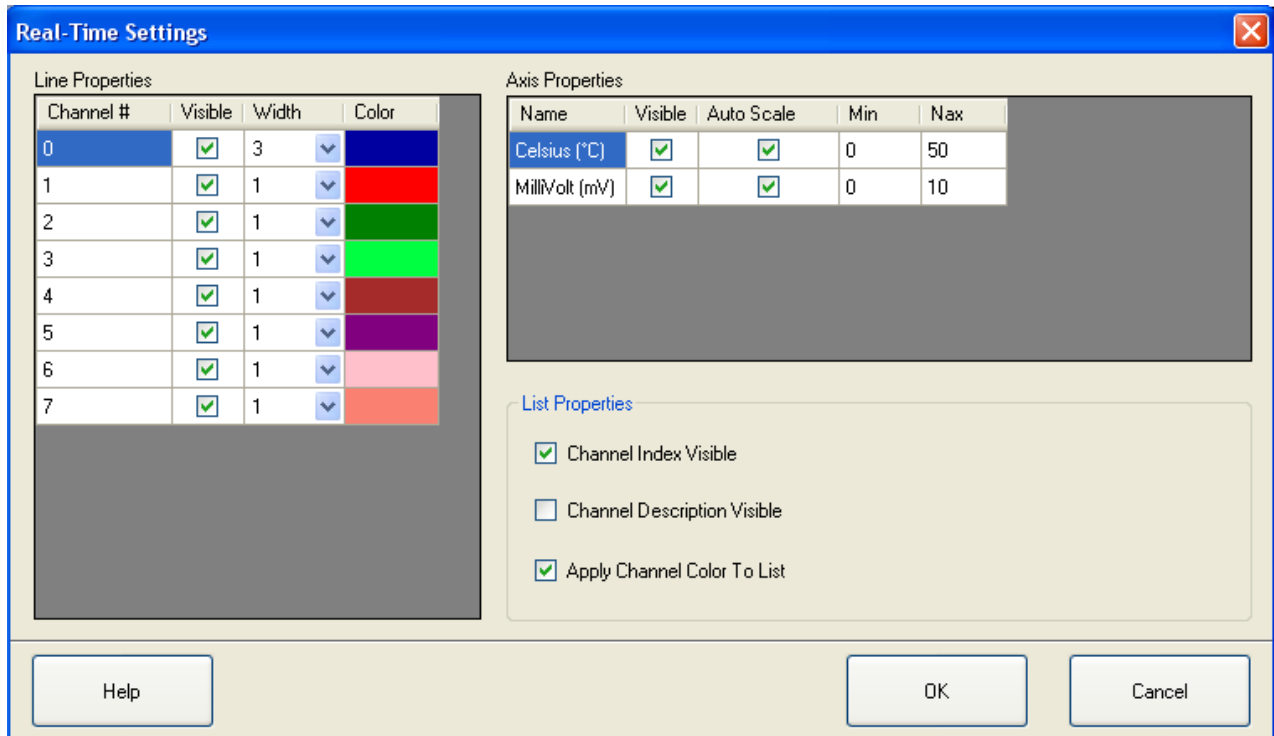 Real-Time Settings
Line Properties
Channel # Visible Width Color
0 3
1 1
2 1
3 1
4 1
5 1
6 1
7 1
Axis Properties
Name Visible Auto Scale Min Nax
Celsius (°C) 0 50
MilliVolt (mV) 0 10
List Properties
Channel Index Visible
Channel Description Visible
Apply Channel Color To List
Help OK Cancel